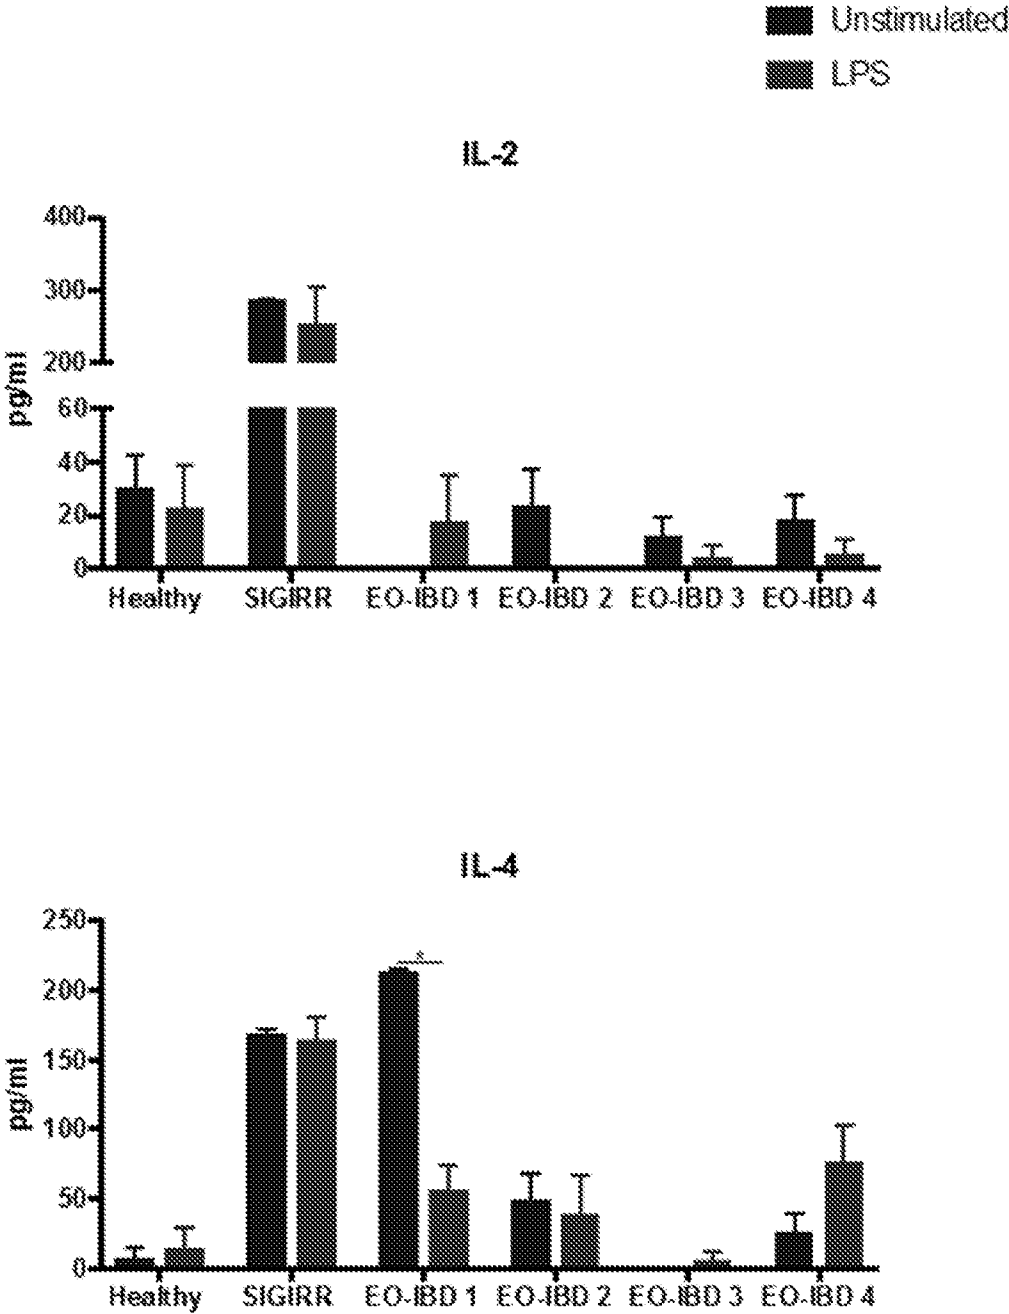 Unstimulated
LPS
IL-2
400
300
200
60
40
20
0
pg/ml
Healthy SIGIRR EO-IBD 1 EO-IBD 2 EO-IBD 3 EO-IBD 4
IL-4
*
250
200
150
100
50
0
pg/ml
Healthy SIGIRR EO-IBD 1 EO-IBD 2 EO-IBD 3 EO-IBD 4